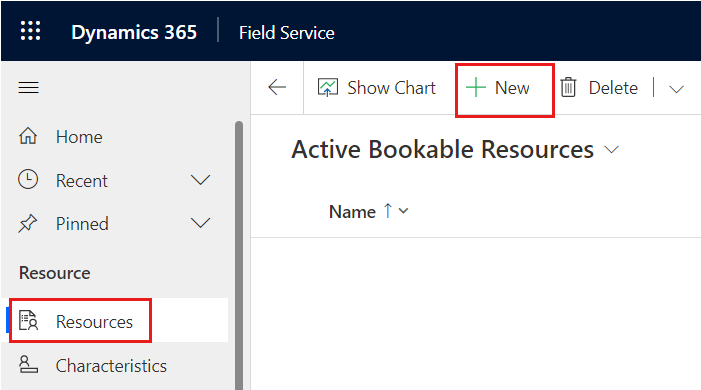 Dynamics 365 Field Service
Show Chart New Delete
Home
Active Bookable Resources
Recent
Name
Pinned
Resource
Resources
Characteristics